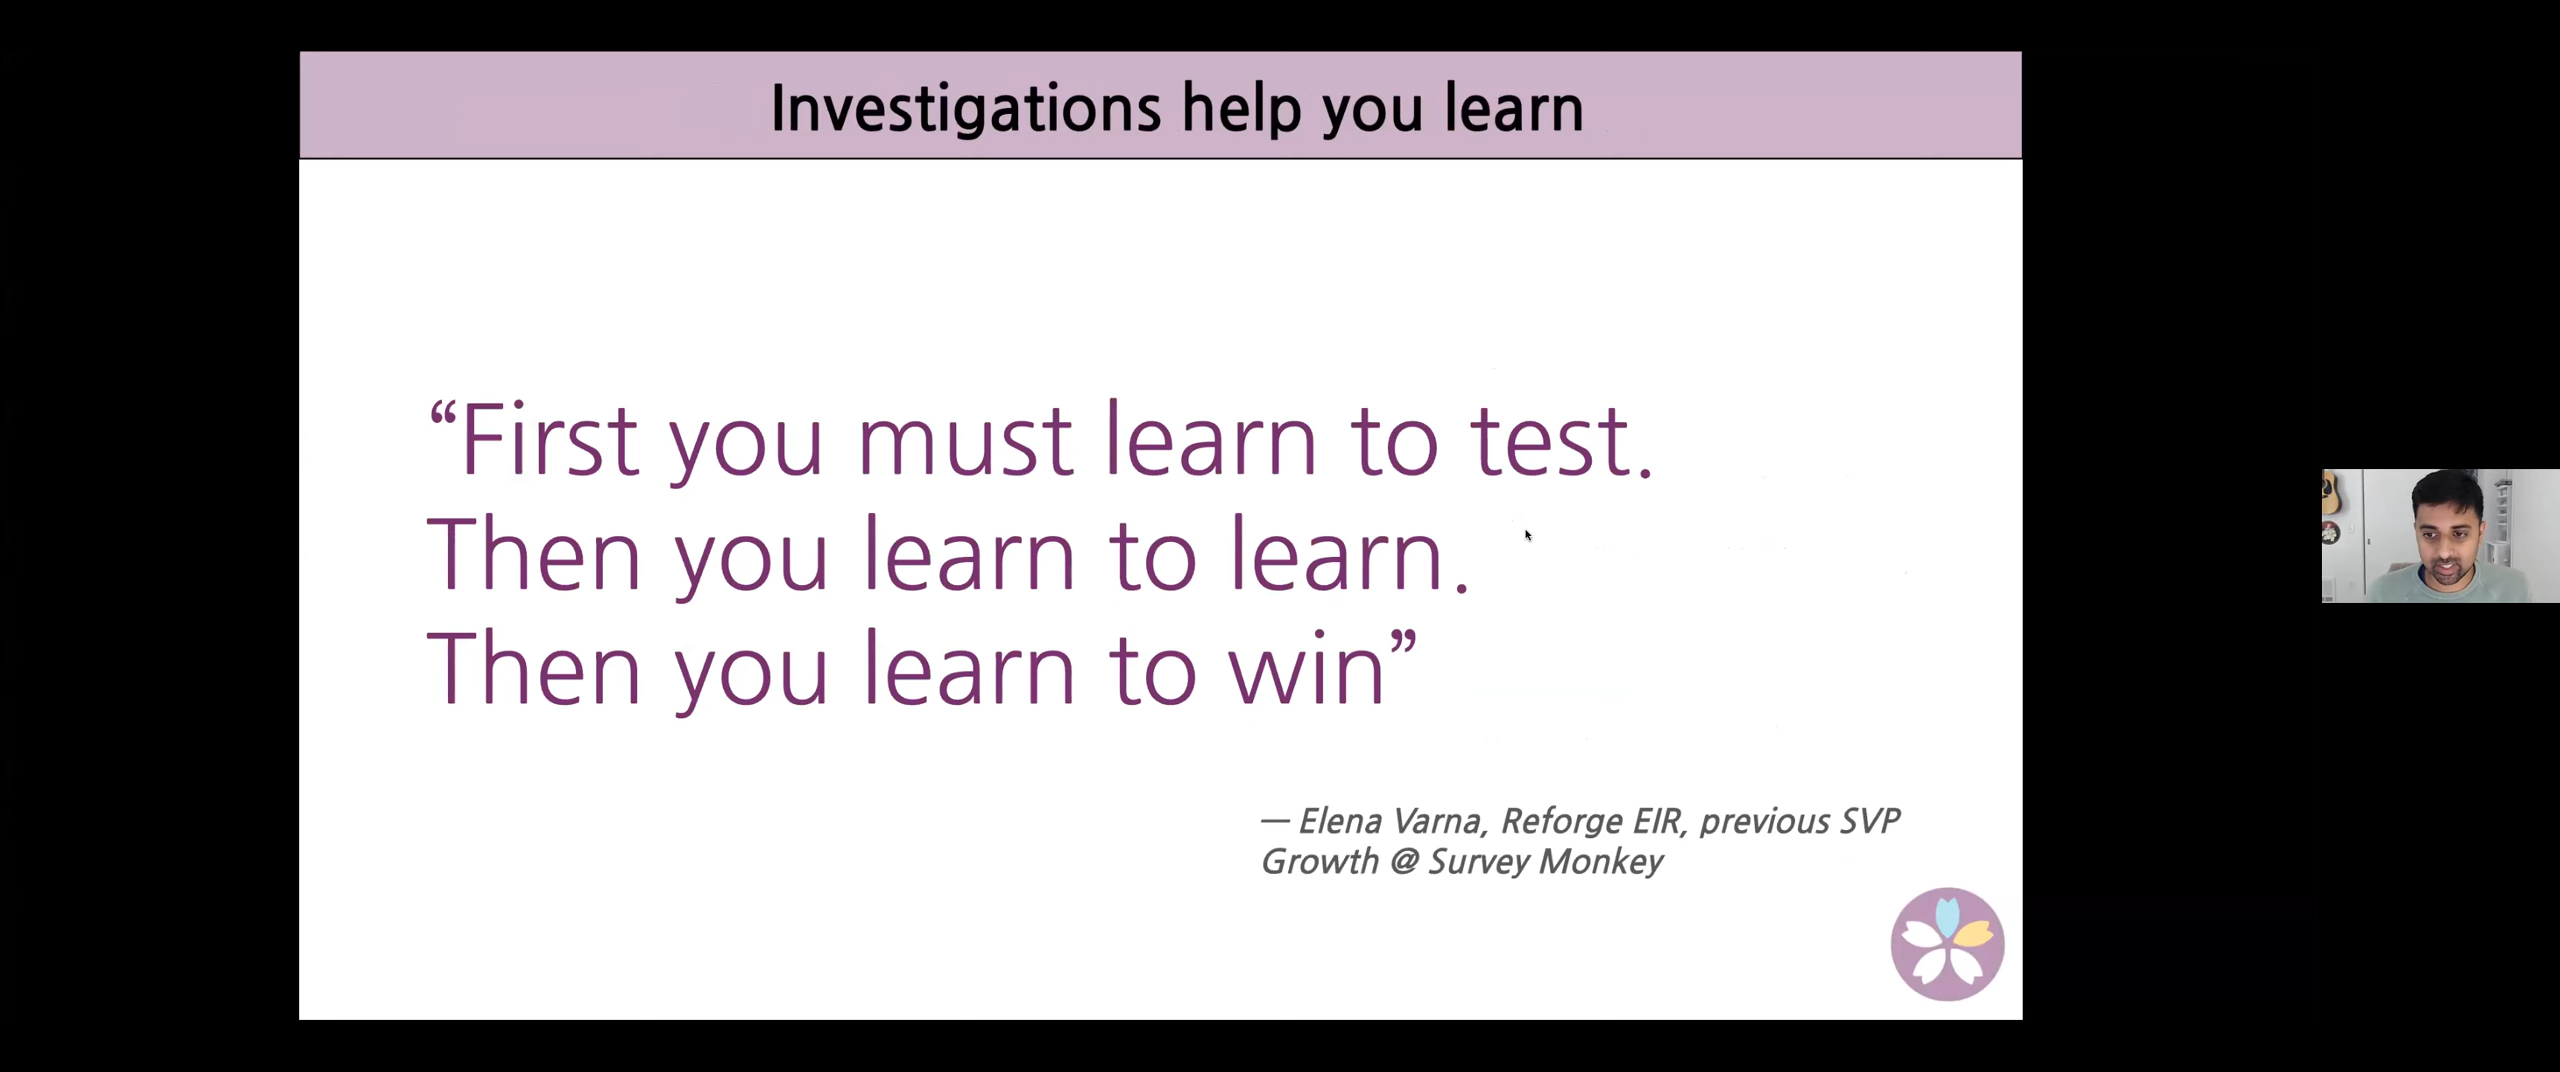 Investigations help you learn
“First you must learn to test.
Then you learn to learn.
Then you learn to win”
— Elena Varna, Reforge EIR, previous SVP
Growth @ Survey Monkey